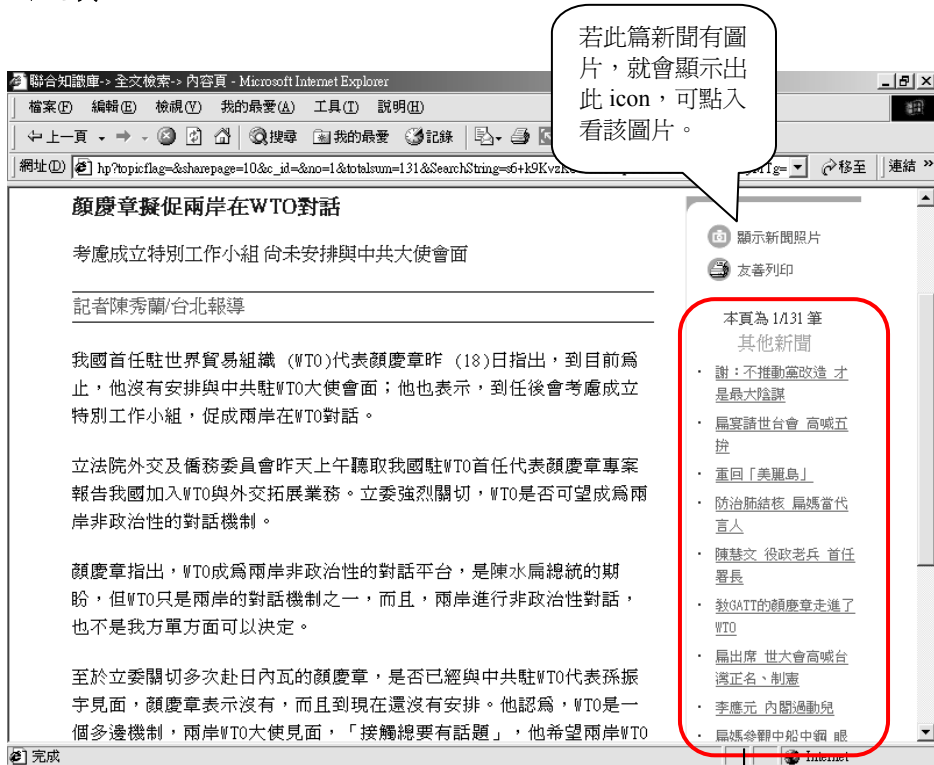 若此篇新聞有圖
片，就會顯示出
此 icon，可點入
看該圖片。
聯合知識庫-> 全文檢索-> 內容頁 - Microsoft Internet Explorer
檔案(F) 編輯(E) 檢視(V) 我的最愛(A) 工具(T) 說明(H)
上一頁 搜尋 我的最愛 記錄
網址(D) hp?topicflag=&sharepage=10&c_id=&no=1&totalsum=131&SearchString= 移至 連結 »
顏慶章擬促兩岸在WTO對話
考慮成立特別工作小組 尚未安排與中共大使會面
記者陳秀蘭/台北報導
我國首任駐世界貿易組織 (WTO)代表顏慶章昨 (18)日指出，到目前為
止，他沒有安排與中共駐WTO大使會面；他也表示，到任後會考慮成立
特別工作小組，促成兩岸在WTO對話。
立法院外交及僑務委員會昨天上午聽取我國駐WTO首任代表顏慶章專案
報告我國加入WTO與外交拓展業務。立委強烈關切，WTO是否可望成為兩
岸非政治性的對話機制。
顏慶章指出，WTO成為兩岸非政治性的對話平台，是陳水扁總統的期
盼，但WTO只是兩岸的對話機制之一，而且，兩岸進行非政治性對話，
也不是我方單方面可以決定。
至於立委關切多次赴日內瓦的顏慶章，是否已經與中共駐WTO代表孫振
宇見面，顏慶章表示沒有，而且到現在還沒有安排。他認為，WTO是一
個多邊機制，兩岸WTO大使見面，「接觸總要有話題」，他希望兩岸WTO
顯示新聞照片
友善列印
本頁為 1/131 筆
其他新聞
· 謝：不推動黨改造 才
是最大陰謀
· 扁宴請世台會 高喊五
拚
· 重回「美麗島」
· 防治肺結核 扁媽當代
言人
· 陳慧文 役政老兵 首任
署長
· 教GATT的顏慶章走進了
WTO
· 扁出席 世大會高喊台
灣正名、制憲
· 李應元 內閣過動兒
· 扁媽參觀中船中鋼 眼
完成
Internet